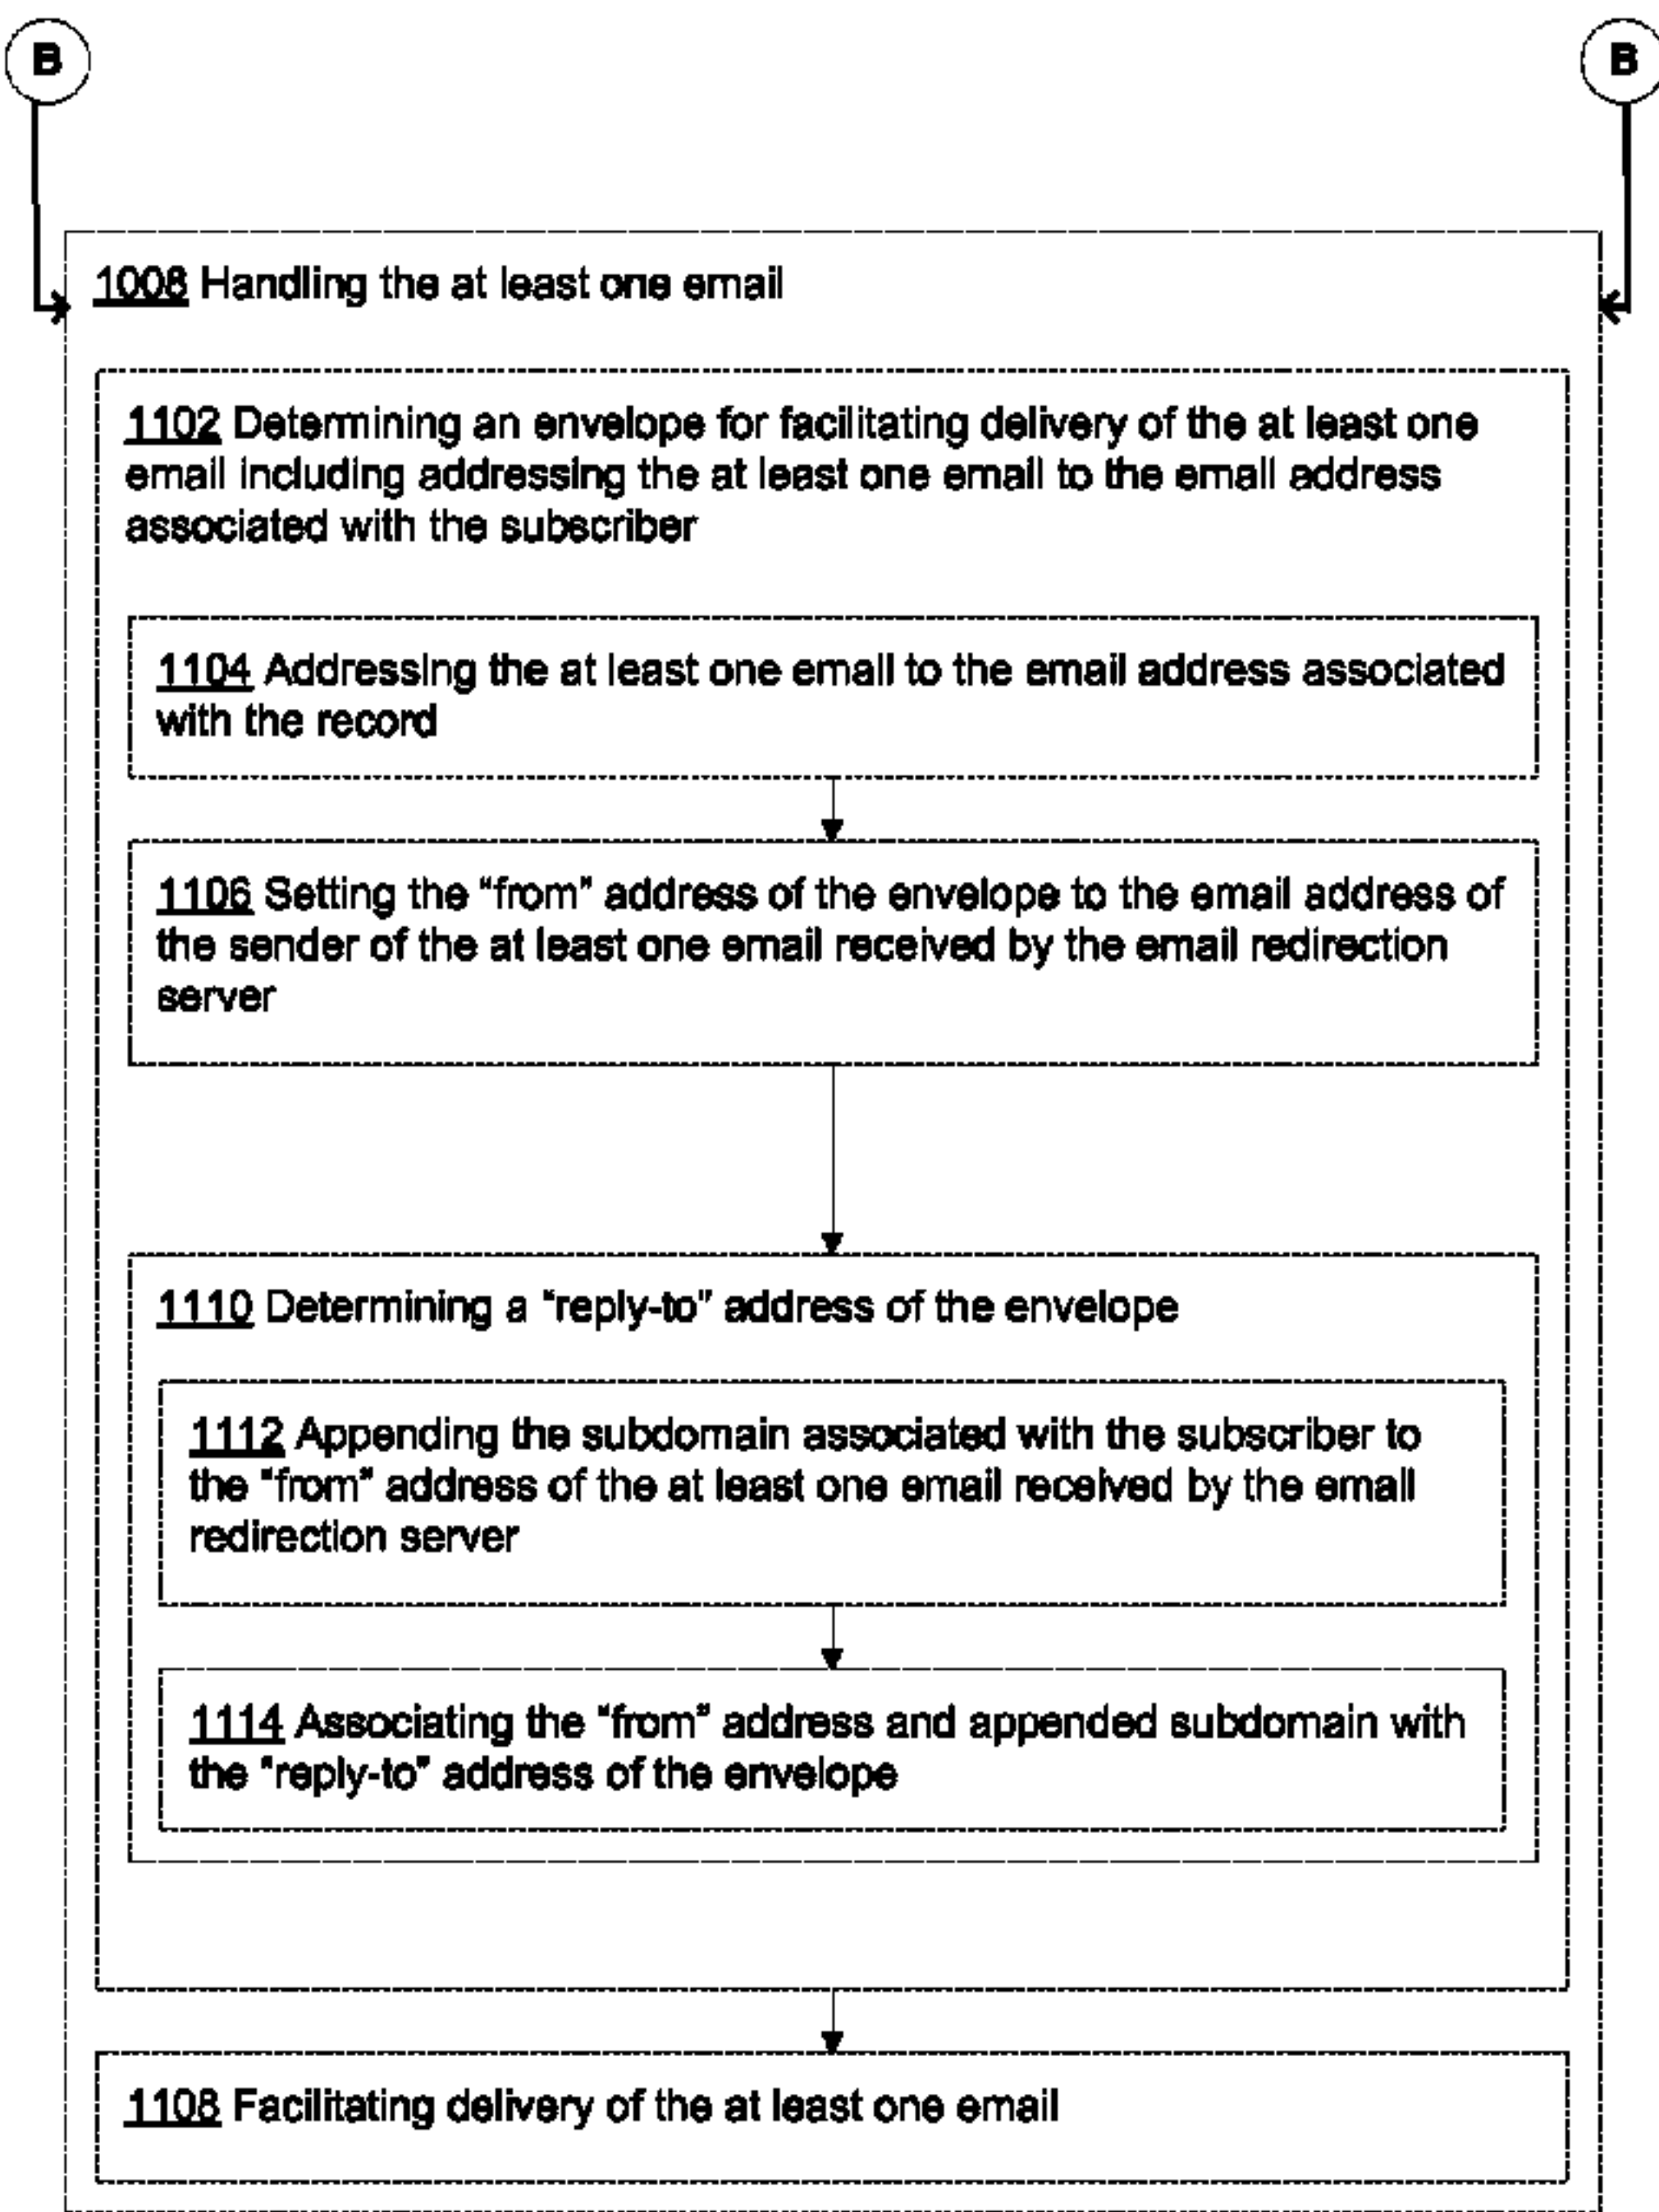 B
B
1008 Handling the at least one email
1102 Determining an envelope for facilitating delivery of the at least one
email including addressing the at least one email to the email address
associated with the subscriber
1104 Addressing the at least one email to the email address associated
with the record
1106 Setting the “from” address of the envelope to the email address of
the sender of the at least one email received by the email redirection
server
1110 Determining a “reply-to” address of the envelope
1112 Appending the subdomain associated with the subscriber to
the “from” address of the at least one email received by the email
redirection server
1114 Associating the “from” address and appended subdomain with
the “reply-to” address of the envelope
1108 Facilitating delivery of the at least one email